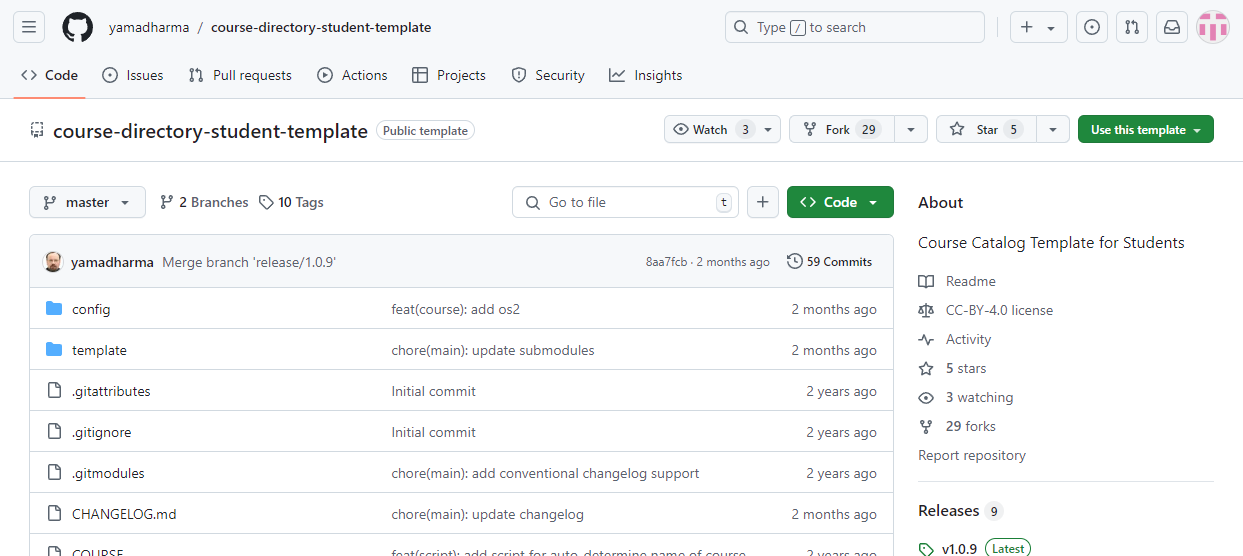 yamadharma / course-directory-student-template Type / to search
Code Issues Pull requests Actions Projects Security Insights
course-directory-student-template Public template Watch 3 Fork 29 Star 5 Use this template
master 2 Branches 10 Tags Go to file t Code
About
Course Catalog Template for Students
yamadharma Merge branch 'release/1.0.9' 8aa7fcb · 2 months ago 59 Commits
config feat(course): add os2 2 months ago
template chore(main): update submodules 2 months ago
.gitattributes Initial commit 2 years ago
.gitignore Initial commit 2 years ago
.gitmodules chore(main): add conventional changelog support 2 years ago
CHANGELOG.md chore(main): update changelog 2 months ago
COURSE feat(script): add script for auto-determine name of course 2 years ago
Readme
CC-BY-4.0 license
Activity
5 stars
3 watching
29 forks
Report repository
Releases 9
v1.0.9 Latest